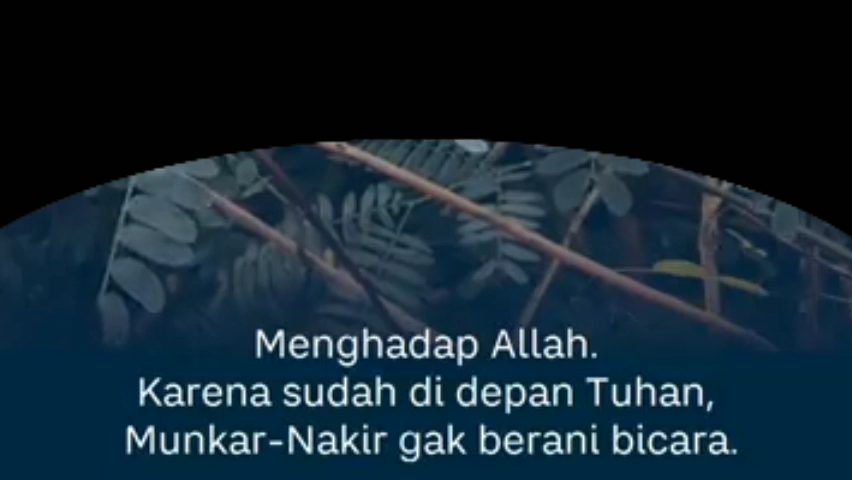 Menghadap Allah.
Karena sudah di depan Tuhan,
Munkar-Nakir gak berani bicara.